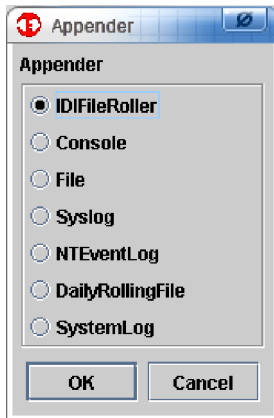 Appender
Appender
IDIFileRoller
Console
File
Syslog
NTEventLog
DailyRollingFile
SystemLog
OK Cancel